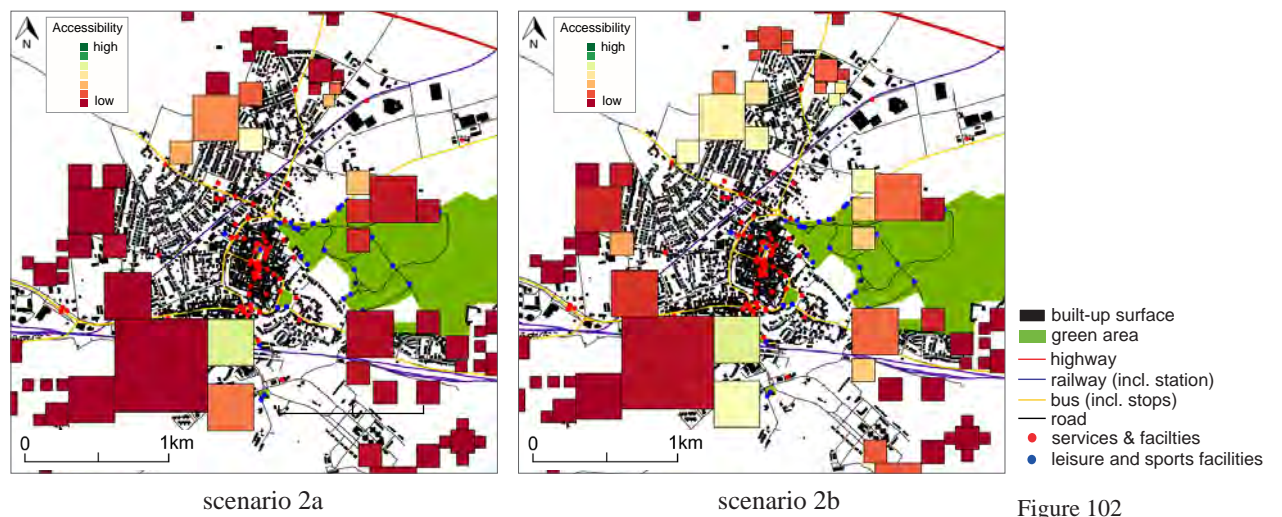 Accessibility
high
low
N
0 1km
scenario 2a
Accessibility
high
low
N
0 1km
scenario 2b
built-up surface
green area
highway
railway (incl. station)
bus (incl. stops)
road
services & facilties
leisure and sports facilities
Figure 102